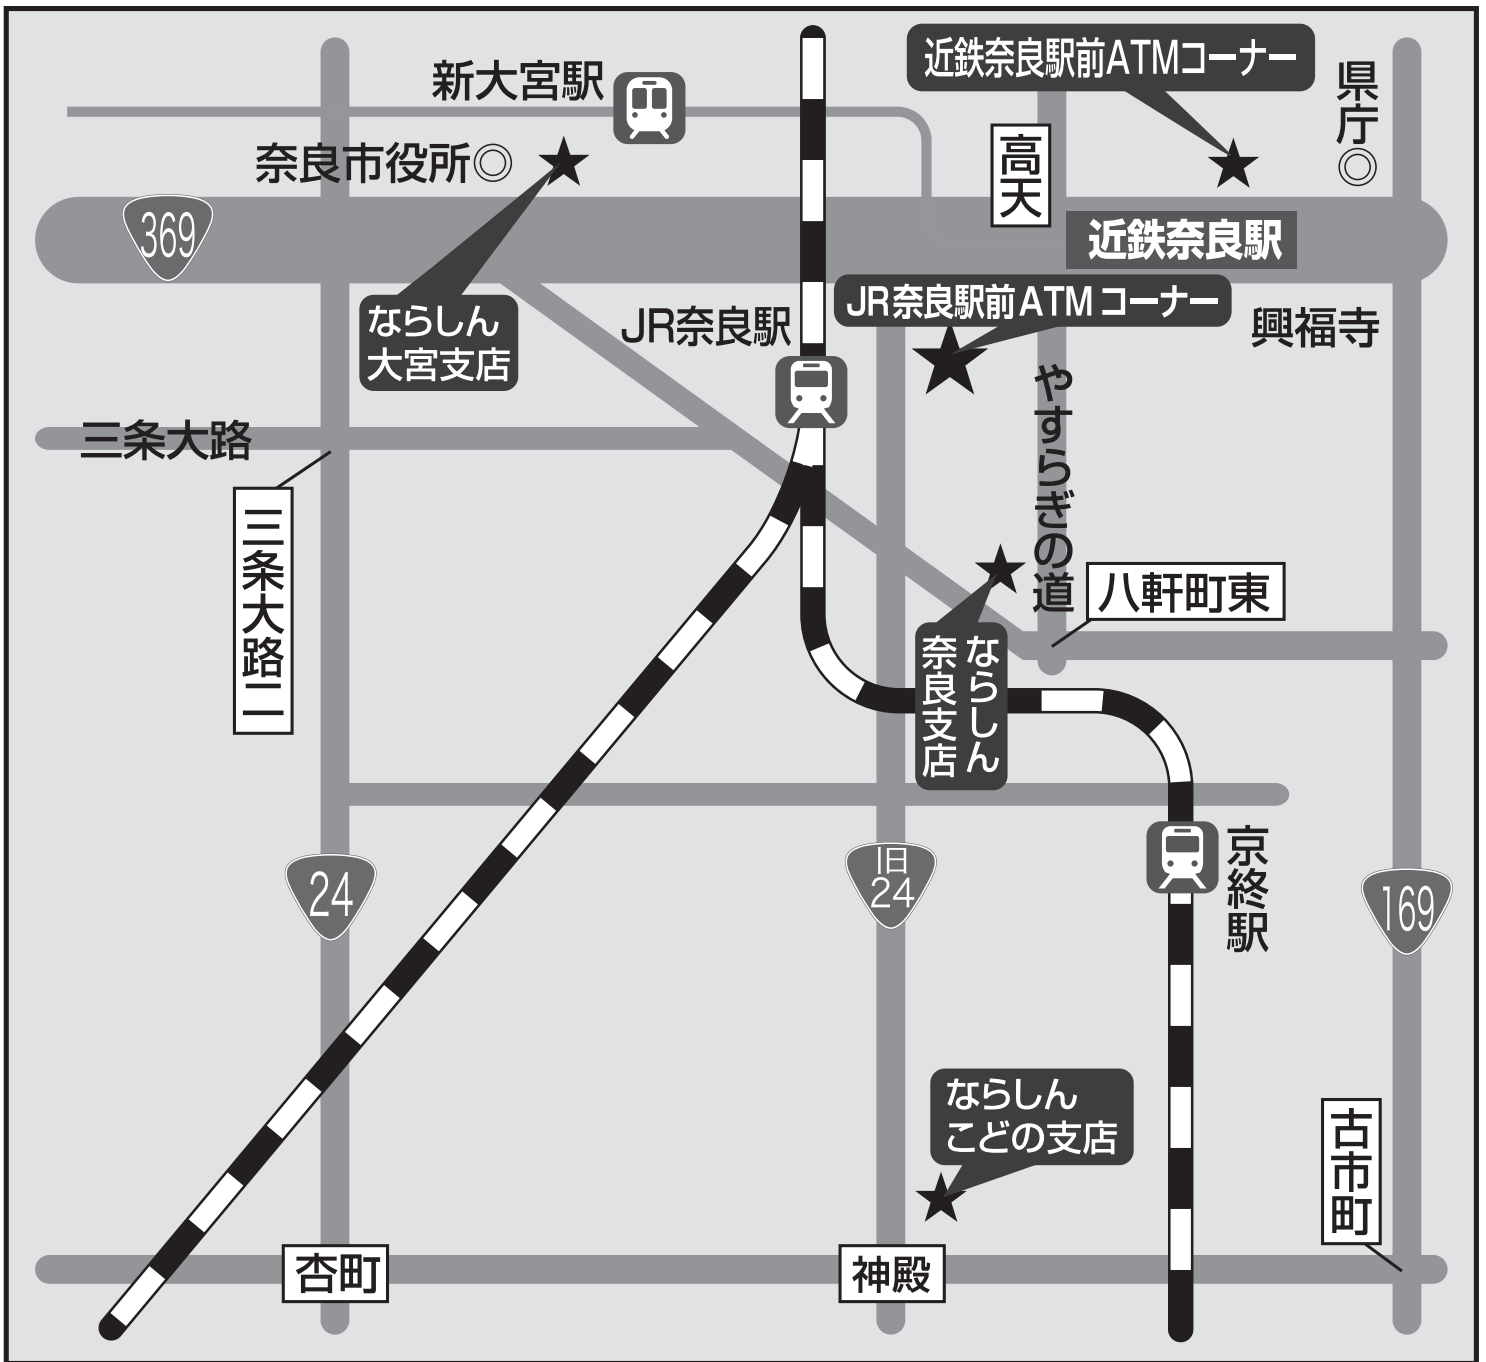 近鉄奈良駅前ATMコーナー
新大宮駅
県庁◎
奈良市役所◎
高天
369
近鉄奈良駅
JR奈良駅前ATMコーナー
ならしん
大宮支店
JR奈良駅
興福寺
やすらぎの道
三条大路
三条大路二
八軒町東
ならしん
奈良支店
京終駅
24
旧
24
169
ならしん
こどの支店
古市町
杏町
神殿